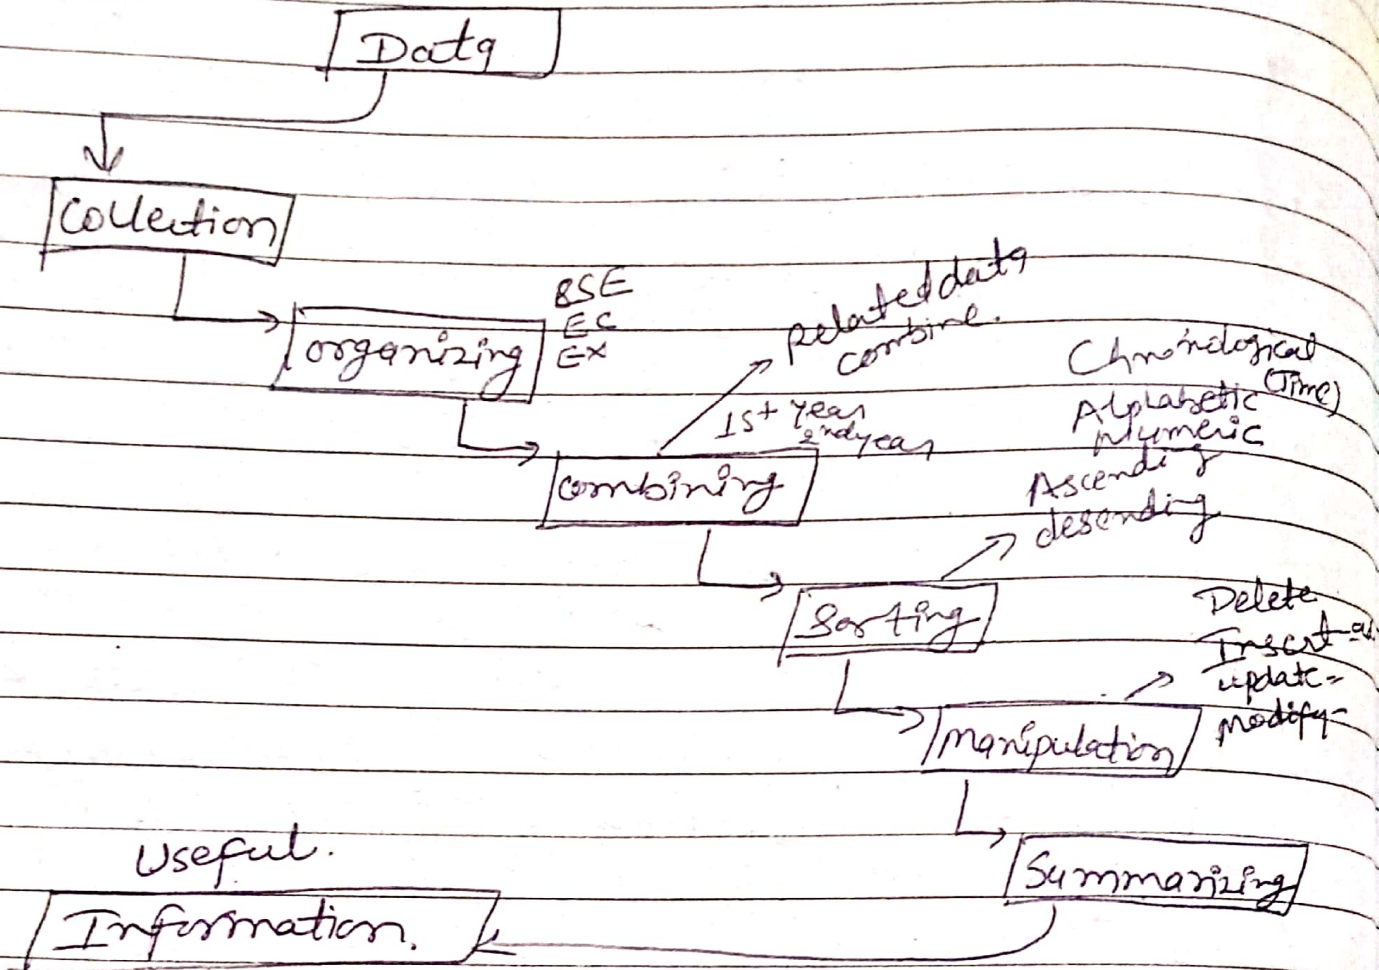 Data
Collection
organizing
BSE
EC
EX
Related data
combine.
1st year
2nd year
combining
Chronological
(Time)
Alphabetic
Numeric
Ascending
desending
Sorting
Delete
Insert
update-
Modify-
manipulation
Summarizing
Useful.
Information.